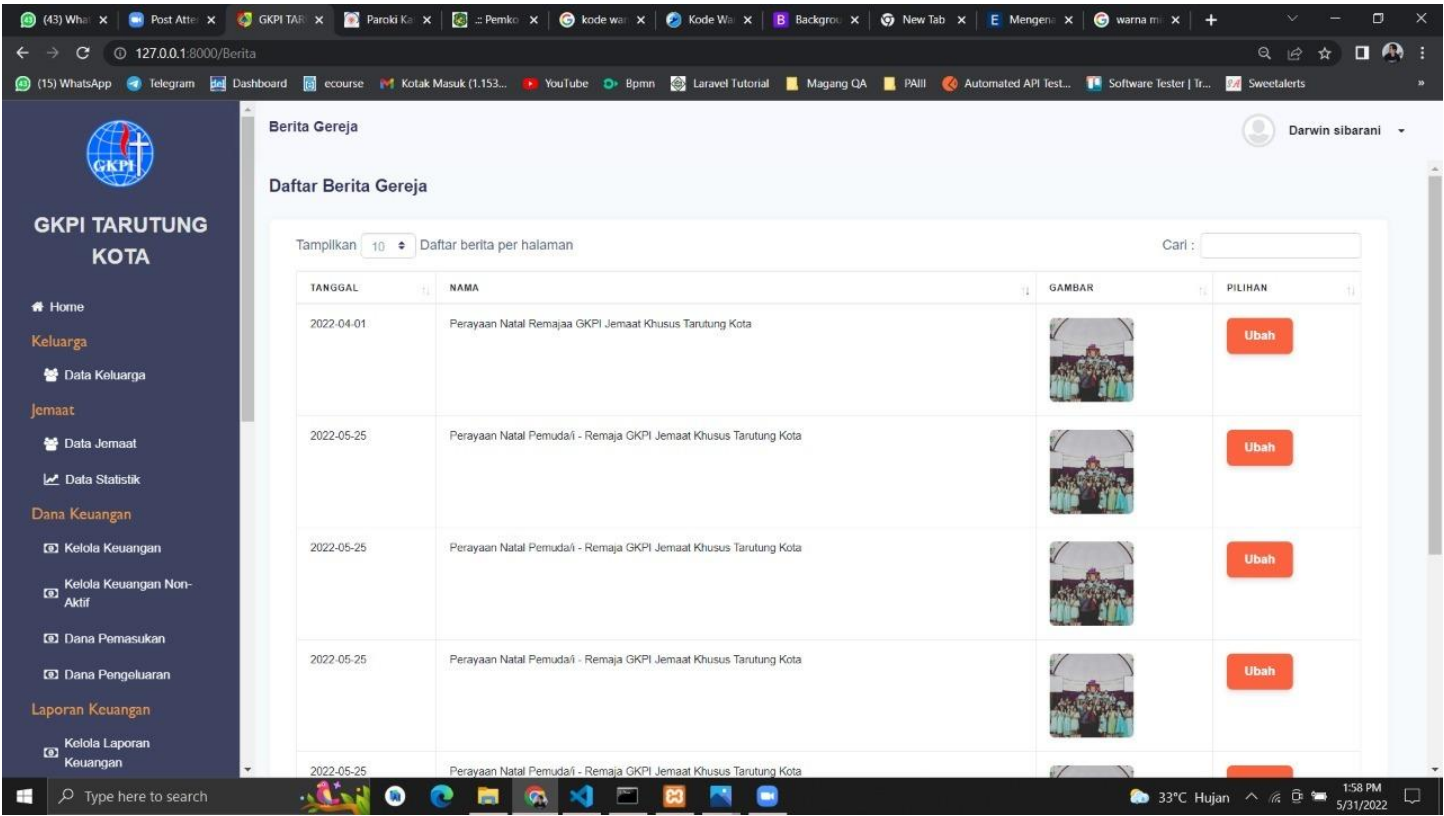 (43) What
Post Atte
GKPI TAR
Paroki Ka
.:: Pemko
kode war
Kode Wa
Backgrou
New Tab
Mengena
warna m
127.0.0.1:8000/Berita
(15) WhatsApp
Telegram
Dashboard
ecourse
Kotak Masuk (1.153...
YouTube
Bpmn
Laravel Tutorial
Magang QA
PAIII
Automated API Test...
Software Tester | Tr...
Sweetalerts
»
GKPI
GKPI TARUTUNG
KOTA
Home
Keluarga
Data Keluarga
Jemaat
Data Jemaat
Data Statistik
Dana Keuangan
Kelola Keuangan
Kelola Keuangan Non-
Aktif
Dana Pemasukan
Dana Pengeluaran
Laporan Keuangan
Kelola Laporan
Keuangan
Berita Gereja
Darwin sibarani
Daftar Berita Gereja
Tampilkan 10 Daftar berita per halaman
Cari :
TANGGAL NAMA GAMBAR PILIHAN
2022-04-01 Perayaan Natal Remajaa GKPI Jemaat Khusus Tarutung Kota Ubah
2022-05-25 Perayaan Natal Pemuda/i - Remaja GKPI Jemaat Khusus Tarutung Kota Ubah
2022-05-25 Perayaan Natal Pemuda/i - Remaja GKPI Jemaat Khusus Tarutung Kota Ubah
2022-05-25 Perayaan Natal Pemuda/i - Remaja GKPI Jemaat Khusus Tarutung Kota Ubah
2022-05-25 Perayaan Natal Pemuda/i - Remaja GKPI Jemaat Khusus Tarutung Kota
Type here to search
33°C Hujan
1:58 PM
5/31/2022